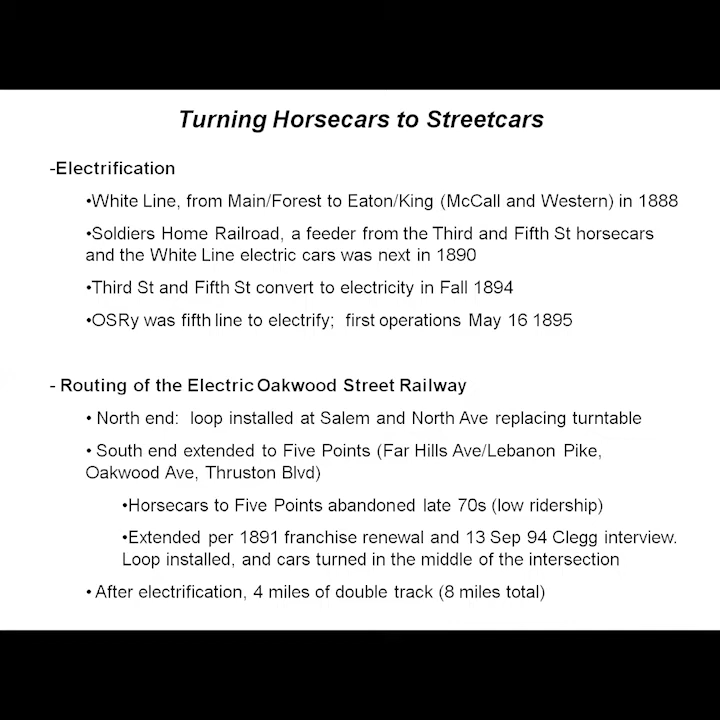 Turning Horsecars to Streetcars
-Electrification
•White Line, from Main/Forest to Eaton/King (McCall and Western) in 1888
•Soldiers Home Railroad, a feeder from the Third and Fifth St horsecars
and the White Line electric cars was next in 1890
•Third St and Fifth St convert to electricity in Fall 1894
•OSRy was fifth line to electrify; first operations May 16 1895
- Routing of the Electric Oakwood Street Railway
• North end: loop installed at Salem and North Ave replacing turntable
• South end extended to Five Points (Far Hills Ave/Lebanon Pike,
Oakwood Ave, Thruston Blvd)
•Horsecars to Five Points abandoned late 70s (low ridership)
•Extended per 1891 franchise renewal and 13 Sep 94 Clegg interview.
Loop installed, and cars turned in the middle of the intersection
• After electrification, 4 miles of double track (8 miles total)